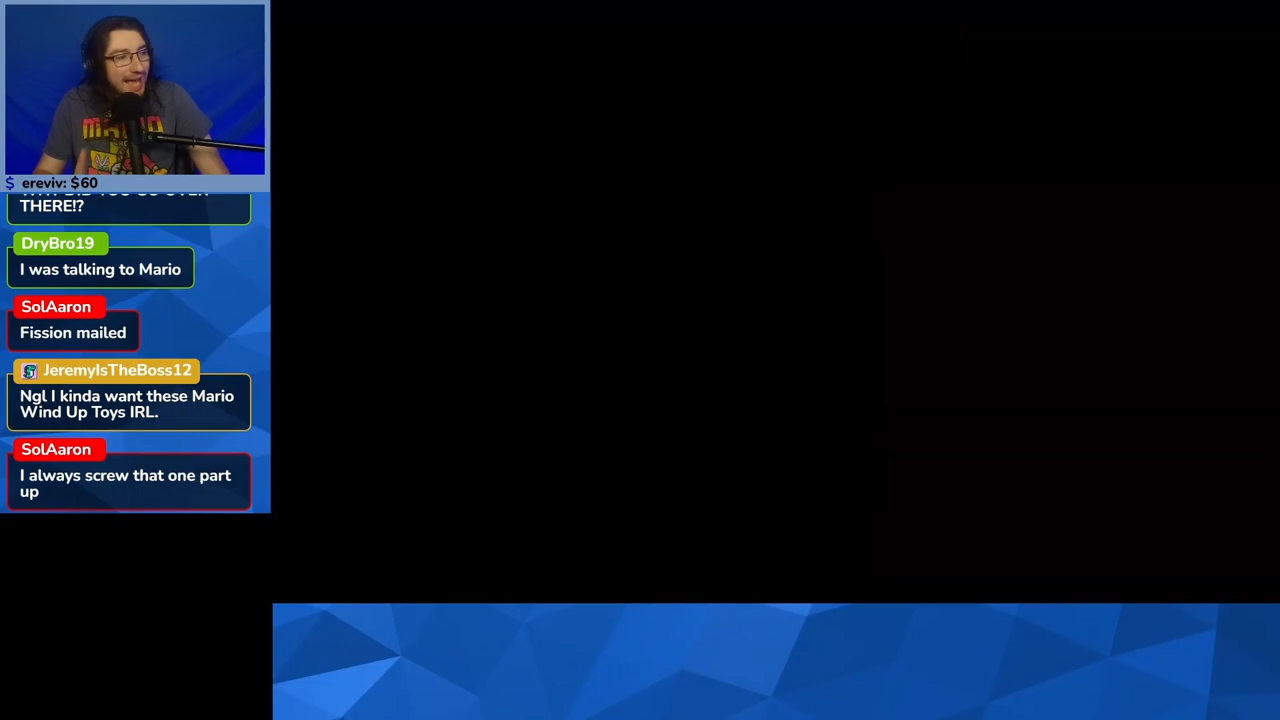 ereviv: $60
THERE!?
DryBro19
I was talking to Mario
SolAaron
Fission mailed
JeremyIsTheBoss12
Ngl I kinda want these Mario
Wind Up Toys IRL.
SolAaron
I always screw that one part
up